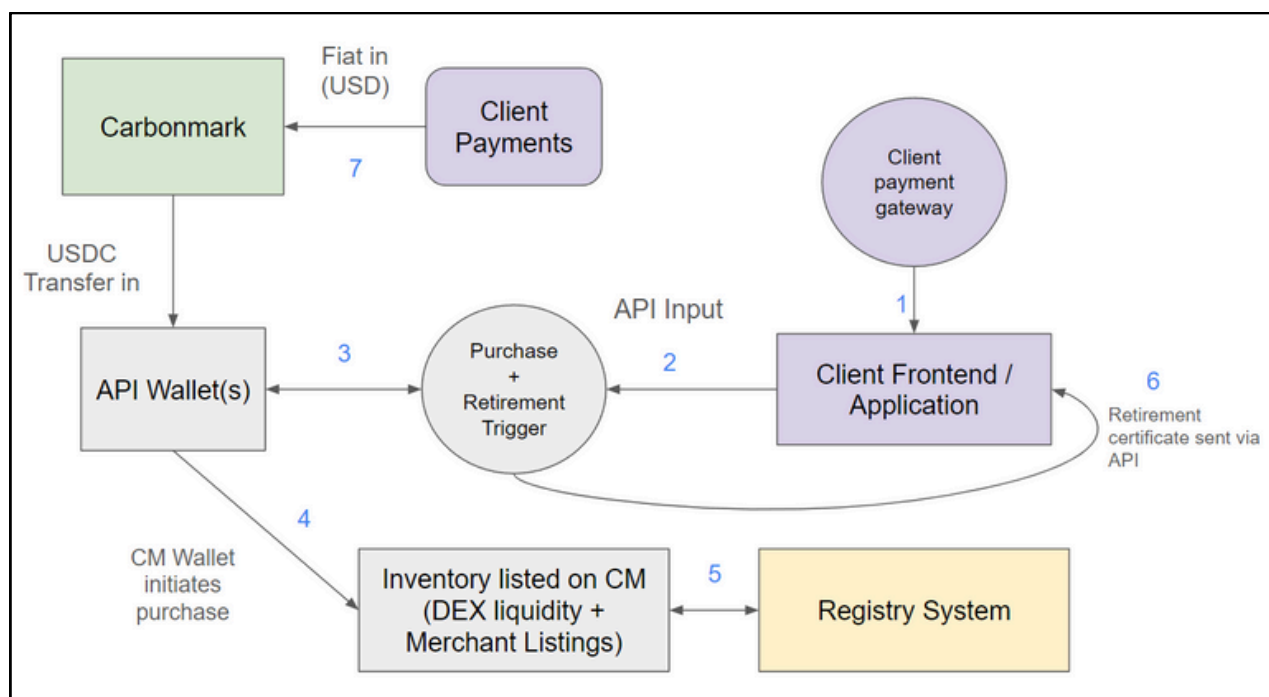 Fiat in
(USD)
Carbonmark
Client
Payments
7
Client
payment
gateway
USDC
Transfer in
1
API Input
API Wallet(s)
3
Purchase
+
Retirement
Trigger
2
Client Frontend /
Application
6
Retirement
certificate sent via
API
4
CM Wallet
initiates
purchase
Inventory listed on CM
(DEX liquidity +
Merchant Listings)
5
Registry System